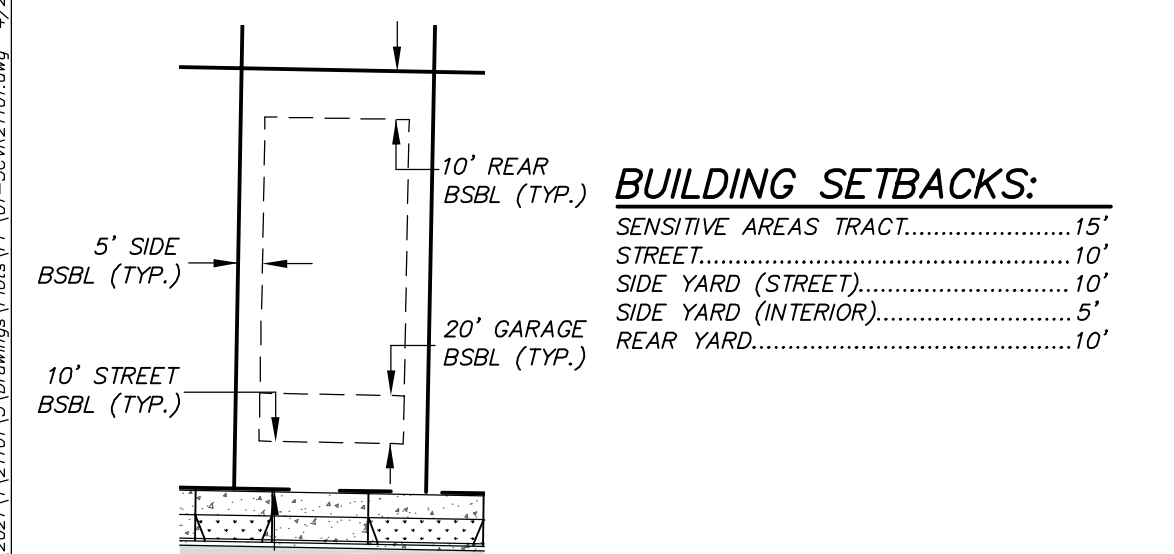 10' REAR
BSBL (TYP.)
5' SIDE
BSBL (TYP.)
20' GARAGE
BSBL (TYP.)
10' STREET
BSBL (TYP.)
BUILDING SETBACKS:
SENSITIVE AREAS TRACT.......................15'
STREET....................................................10'
SIDE YARD (STREET).............................10'
SIDE YARD (INTERIOR)...........................5'
REAR YARD.............................................10'